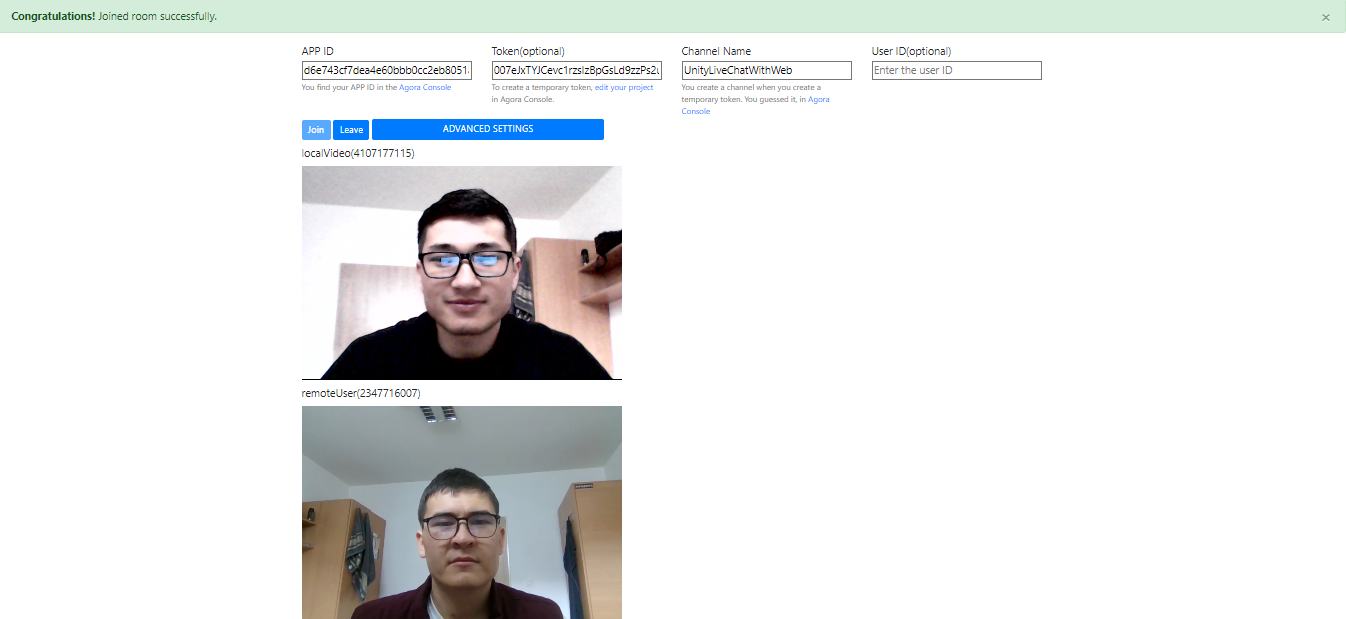 Congratulations! Joined room successfully.
×
APP ID
Token(optional)
Channel Name
User ID(optional)
d6e743cf7dea4e60bbb0cc2eb8051
007eJxTYJCevc1rzsIzBpGsLd9zzPs2u
UnityLiveChatWithWeb
Enter the user ID
You find your APP ID in the Agora Console
To create a temporary token, edit your project
in Agora Console.
You create a channel when you create a
temporary token. You guessed it, in Agora
Console
Join
Leave
ADVANCED SETTINGS
localVideo(4107177115)
remoteUser(2347716007)